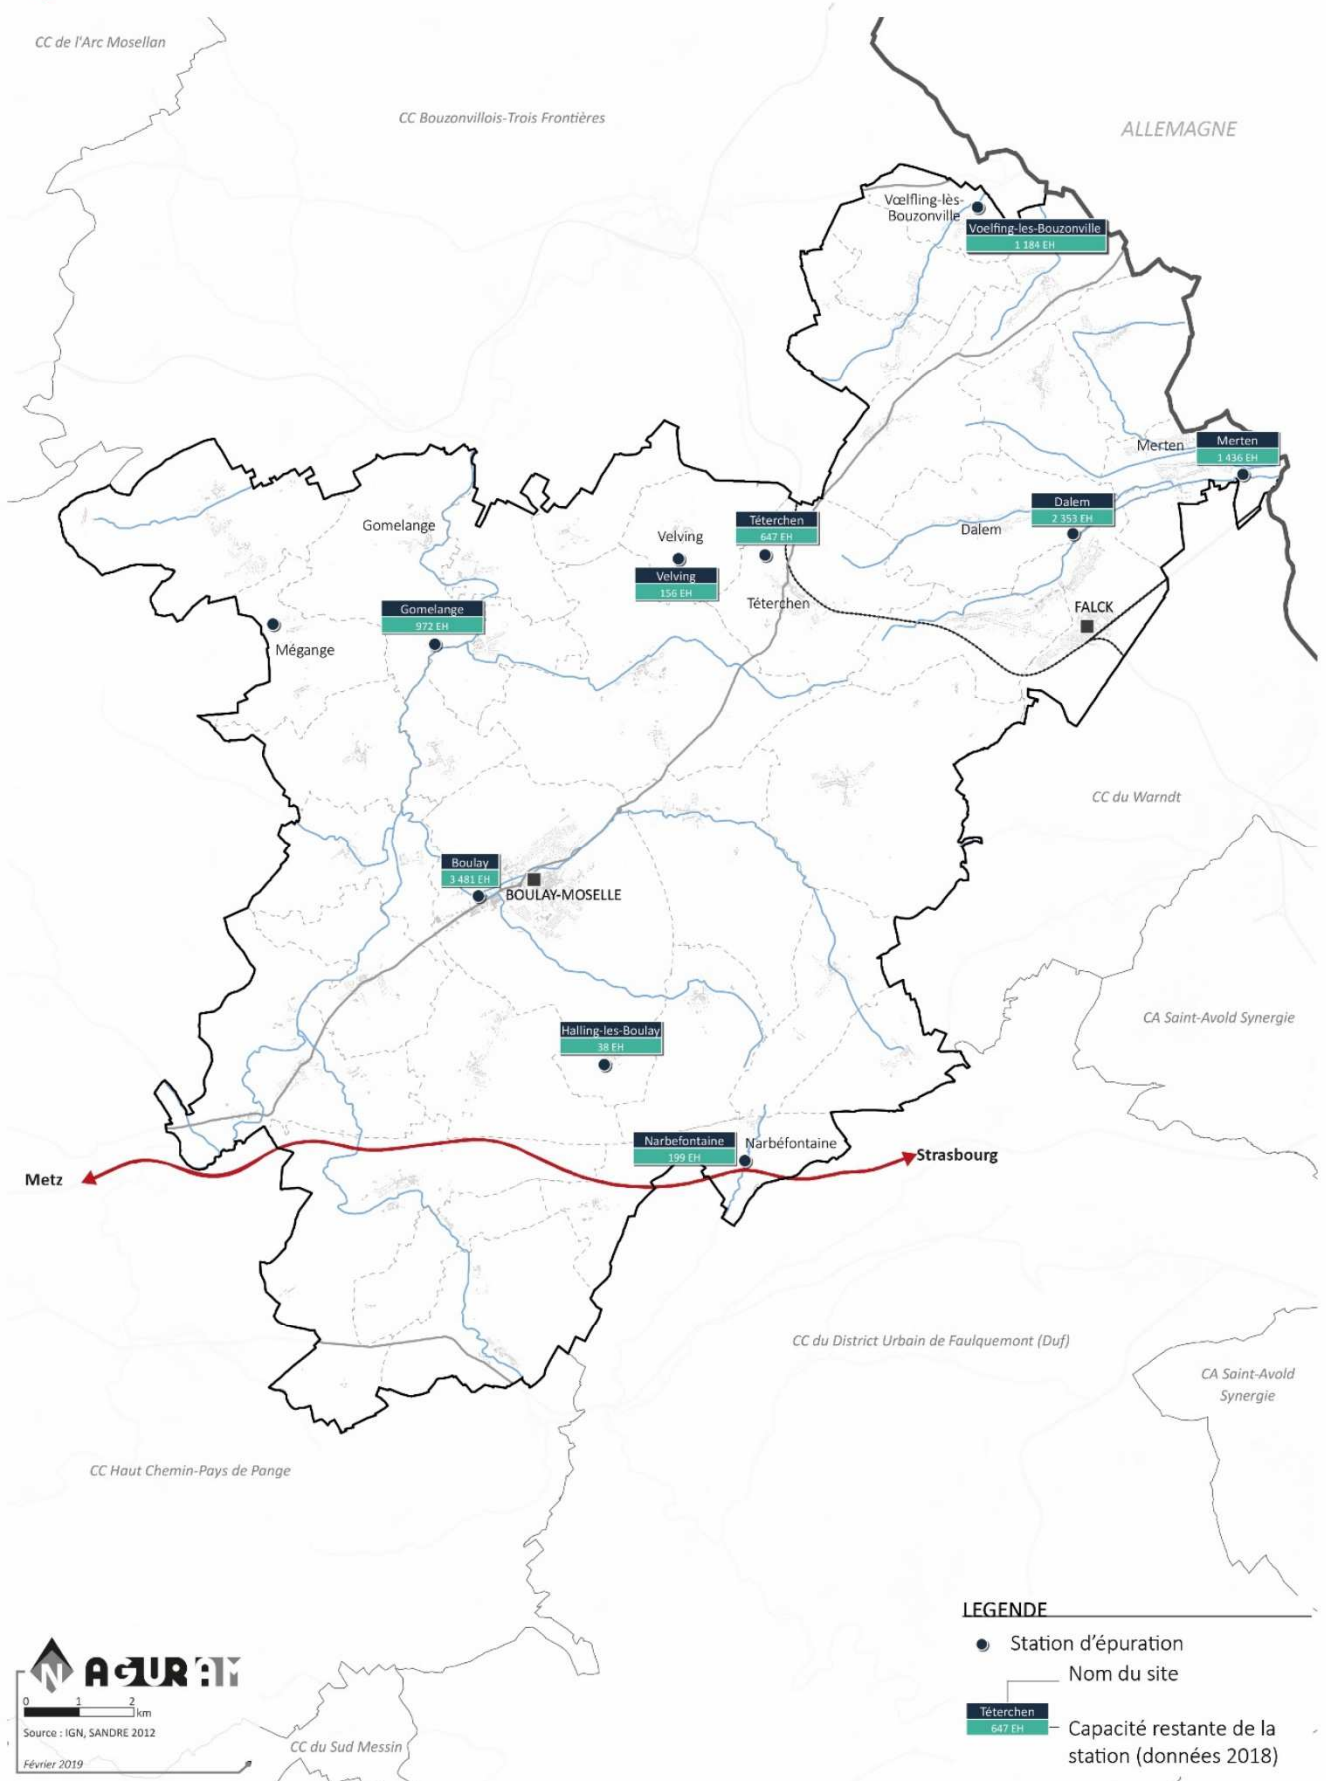 CC de l'Arc Mosellan
CC Bouzonvillois-Trois Frontières
ALLEMAGNE
Vœlfling-lès-
Bouzonville
Voelfing-les-Bouzonville
1 184 EH
Merten
Merten
1 436 EH
Dalem
2 353 EH
Dalem
Téterchen
647 EH
Téterchen
Velving
Velving
156 EH
Gomelange
Gomelange
972 EH
Mégange
FALCK
CC du Warndt
Boulay
3 481 EH
BOULAY-MOSELLE
CA Saint-Avold Synergie
Halling-les-Boulay
38 EH
Narbefontaine
199 EH
Narbéfontaine
Strasbourg
Metz
CC du District Urbain de Faulquemont (Duf)
CA Saint-Avold
Synergie
CC Haut Chemin-Pays de Pange
CC du Sud Messin
LEGENDE
Station d'épuration
Nom du site
Téterchen
647 EH
Capacité restante de la
station (données 2018)
N AGURAM
0 1 2 km
Source : IGN, SANDRE 2012
Février 2019